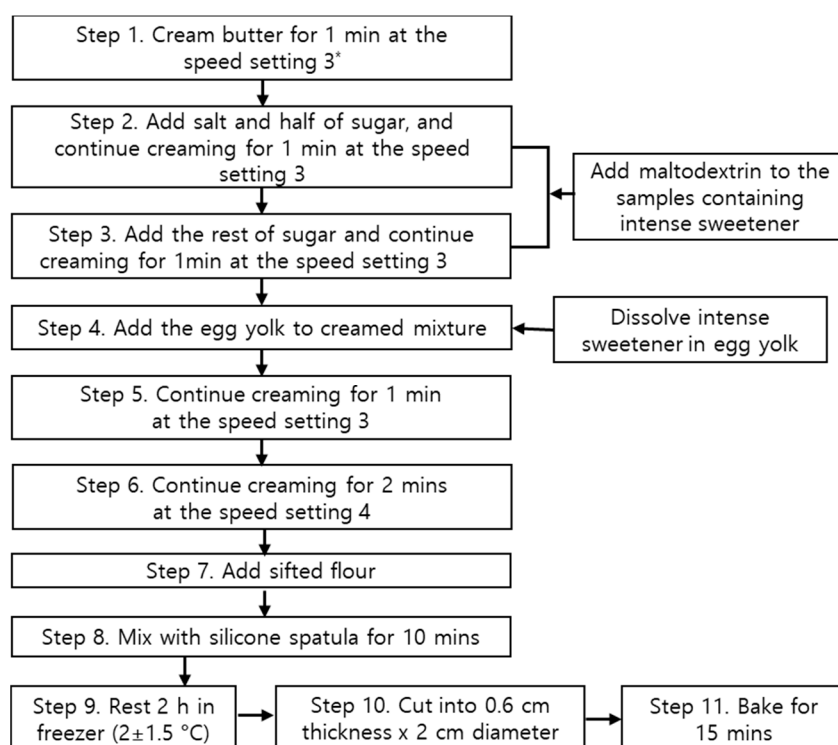 Step 1. Cream butter for 1 min at the
speed setting 3*
Step 2. Add salt and half of sugar, and
continue creaming for 1 min at the speed
setting 3
Add maltodextrin to the
samples containing
intense sweetener
Step 3. Add the rest of sugar and continue
creaming for 1min at the speed setting 3
Step 4. Add the egg yolk to creamed mixture
Dissolve intense
sweetener in egg yolk
Step 5. Continue creaming for 1 min
at the speed setting 3
Step 6. Continue creaming for 2 mins
at the speed setting 4
Step 7. Add sifted flour
Step 8. Mix with silicone spatula for 10 mins
Step 9. Rest 2 h in
freezer (2±1.5 °C)
Step 10. Cut into 0.6 cm
thickness x 2 cm diameter
Step 11. Bake for
15 mins